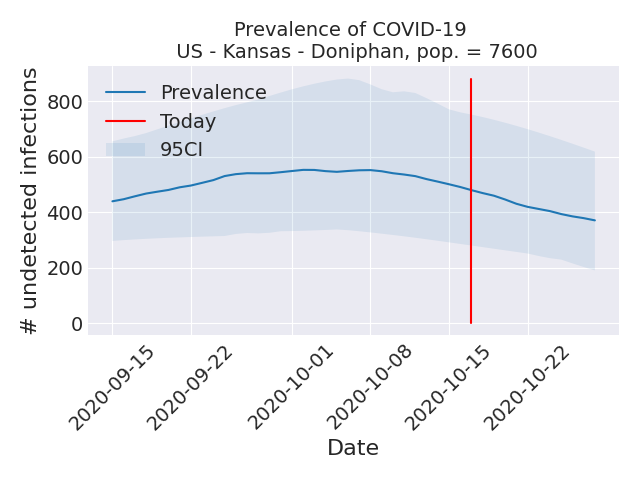 Prevalence of COVID-19
US - Kansas - Doniphan, pop. = 7600
# undetected infections
800
600
400
200
0
Prevalence
Today
95CI
2020-09-15
2020-09-22
2020-10-01
2020-10-08
2020-10-15
2020-10-22
Date